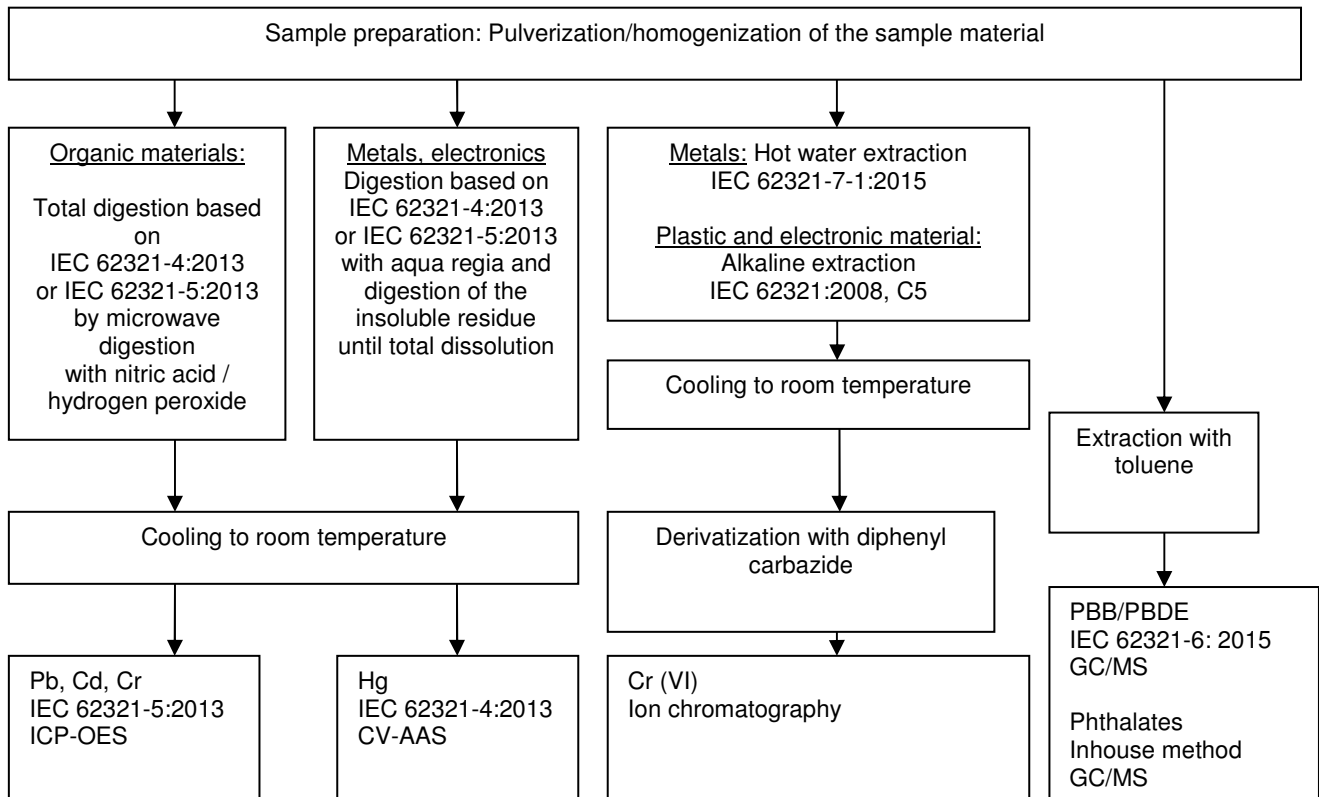 Sample preparation: Pulverization/homogenization of the sample material
Organic materials:
Total digestion based
on
IEC 62321-4:2013
or IEC 62321-5:2013
by microwave
digestion
with nitric acid /
hydrogen peroxide
Metals, electronics
Digestion based on
IEC 62321-4:2013
or IEC 62321-5:2013
with aqua regia and
digestion of the
insoluble residue
until total dissolution
Metals: Hot water extraction
IEC 62321-7-1:2015
Plastic and electronic material:
Alkaline extraction
IEC 62321:2008, C5
Cooling to room temperature
Extraction with
toluene
Cooling to room temperature
Derivatization with diphenyl
carbazide
Pb, Cd, Cr
IEC 62321-5:2013
ICP-OES
Hg
IEC 62321-4:2013
CV-AAS
Cr (VI)
Ion chromatography
PBB/PBDE
IEC 62321-6: 2015
GC/MS
Phthalates
Inhouse method
GC/MS